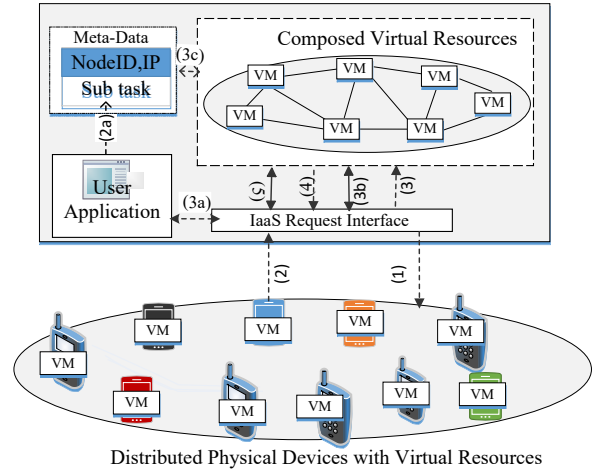 Meta-Data
NodeID,IP
Sub task
Sub task
(3c)
Composed Virtual Resources
VM
VM
VM
VM
VM
VM
VM
(2a)
User
Application
(3a)
(5)
(4)
(3b)
(3)
IaaS Request Interface
(2)
(1)
VM
VM
VM
VM
VM
VM
VM
VM
VM
VM
Distributed Physical Devices with Virtual Resources